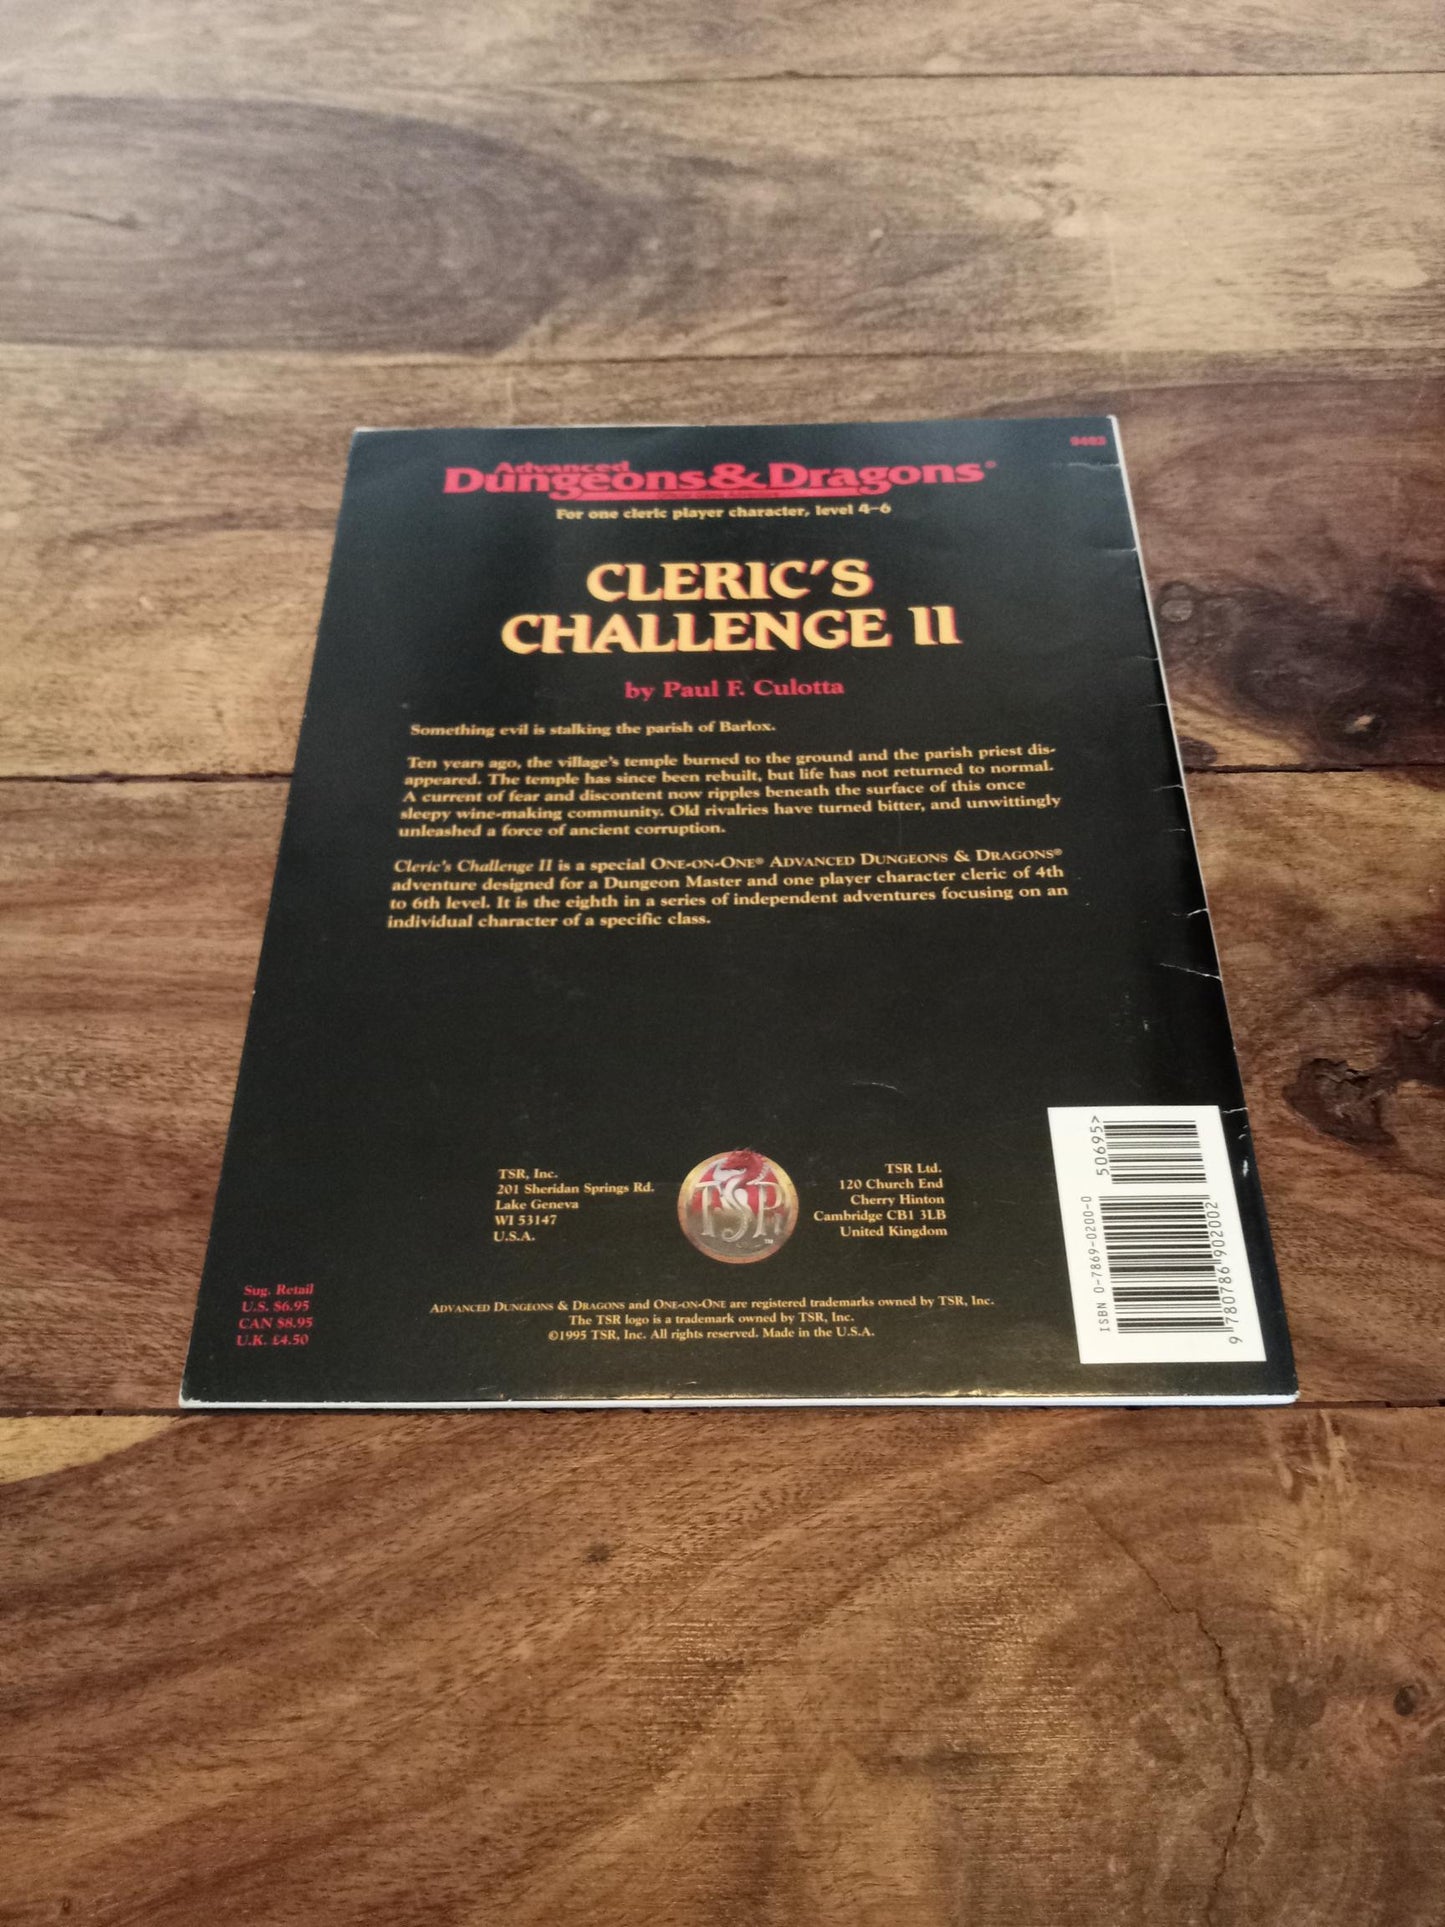 9483
Advanced
Dungeons & Dragons®
For one cleric player character, level 4–6
CLERIC'S
CHALLENGE II
by Paul F. Culotta
Something evil is stalking the parish of Barlox.
Ten years ago, the village's temple burned to the ground and the parish priest dis-
appeared. The temple has since been rebuilt, but life has not returned to normal.
A current of fear and discontent now ripples beneath the surface of this once
sleepy wine-making community. Old rivalries have turned bitter, and unwittingly
unleashed a force of ancient corruption.
Cleric's Challenge II is a special ONE-ON-ONE® ADVANCED DUNGEONS & DRAGONS®
adventure designed for a Dungeon Master and one player character cleric of 4th
to 6th level. It is the eighth in a series of independent adventures focusing on an
individual character of a specific class.
TSR, Inc.
201 Sheridan Springs Rd.
Lake Geneva
WI 53147
U.S.A.
TSR
™
TSR Ltd.
120 Church End
Cherry Hinton
Cambridge CB1 3LB
United Kingdom
Sug. Retail
U.S. $6.95
CAN $8.95
U.K. £4.50
ADVANCED DUNGEONS & DRAGONS and ONE-ON-ONE are registered trademarks owned by TSR, Inc.
The TSR logo is a trademark owned by TSR, Inc.
©1995 TSR, Inc. All rights reserved. Made in the U.S.A.
50695>
ISBN 0-7869-0200-0
9 780786 902002